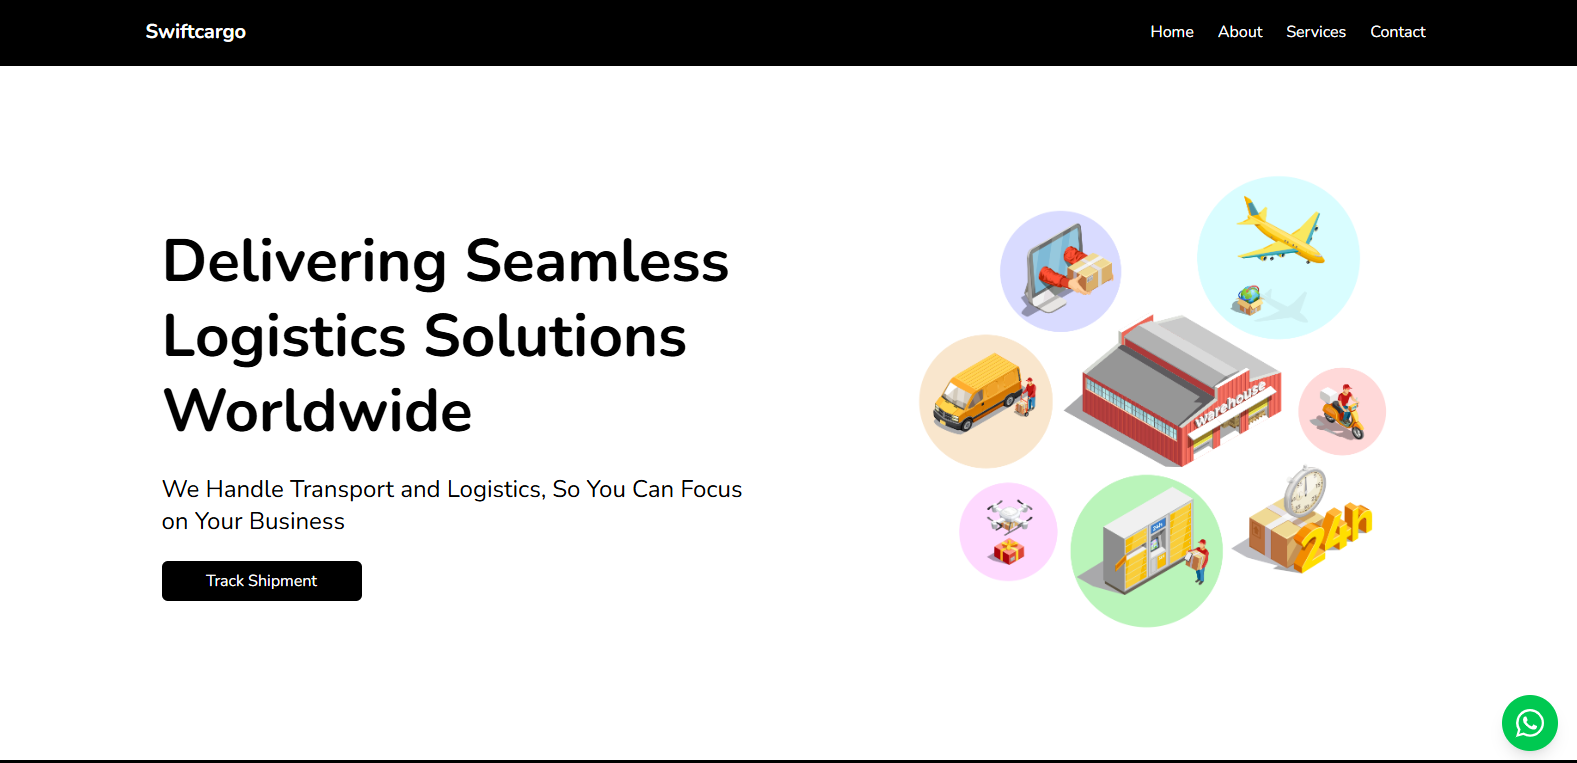 Swiftcargo
Home About Services Contact
Delivering Seamless
Logistics Solutions
Worldwide
We Handle Transport and Logistics, So You Can Focus
on Your Business
Track Shipment
warehouse
24h
24h